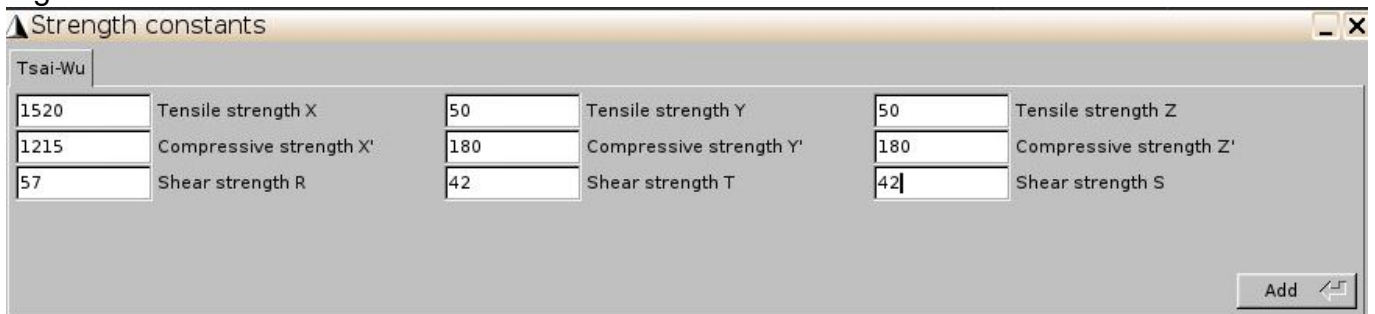 Strength constants
Tsai-Wu
1520 Tensile strength X 50 Tensile strength Y 50 Tensile strength Z
1215 Compressive strength X' 180 Compressive strength Y' 180 Compressive strength Z'
57 Shear strength R 42 Shear strength T 42 Shear strength S
Add